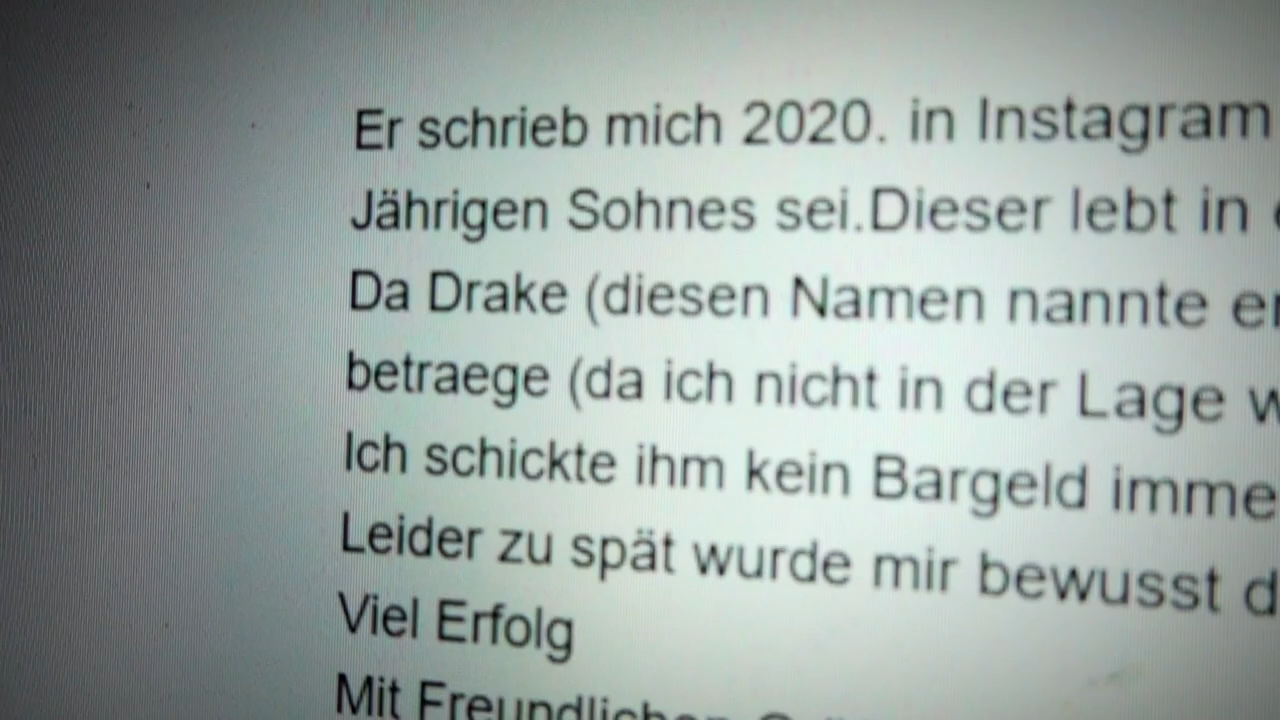 Er schrieb mich 2020. in Instagram
Jährigen Sohnes sei.Dieser lebt in
Da Drake (diesen Namen nannte
betraege (da ich nicht in der Lage
Ich schickte ihm kein Bargeld
Leider zu spät wurde mir bewusst
Viel Erfolg
Mit